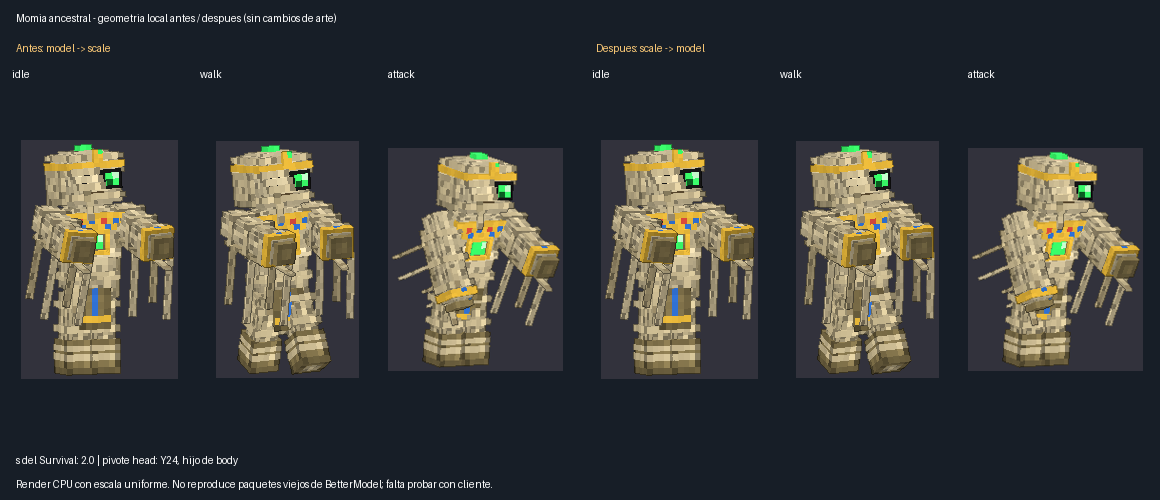 Momia ancestral - geometria local antes / despues (sin cambios de arte)
Antes: model -> scale
Despues: scale -> model
idle walk attack idle walk attack
s del Survival: 2.0 | pivote head: Y24, hijo de body
Render CPU con escala uniforme. No reproduce paquetes viejos de BetterModel; falta probar con cliente.